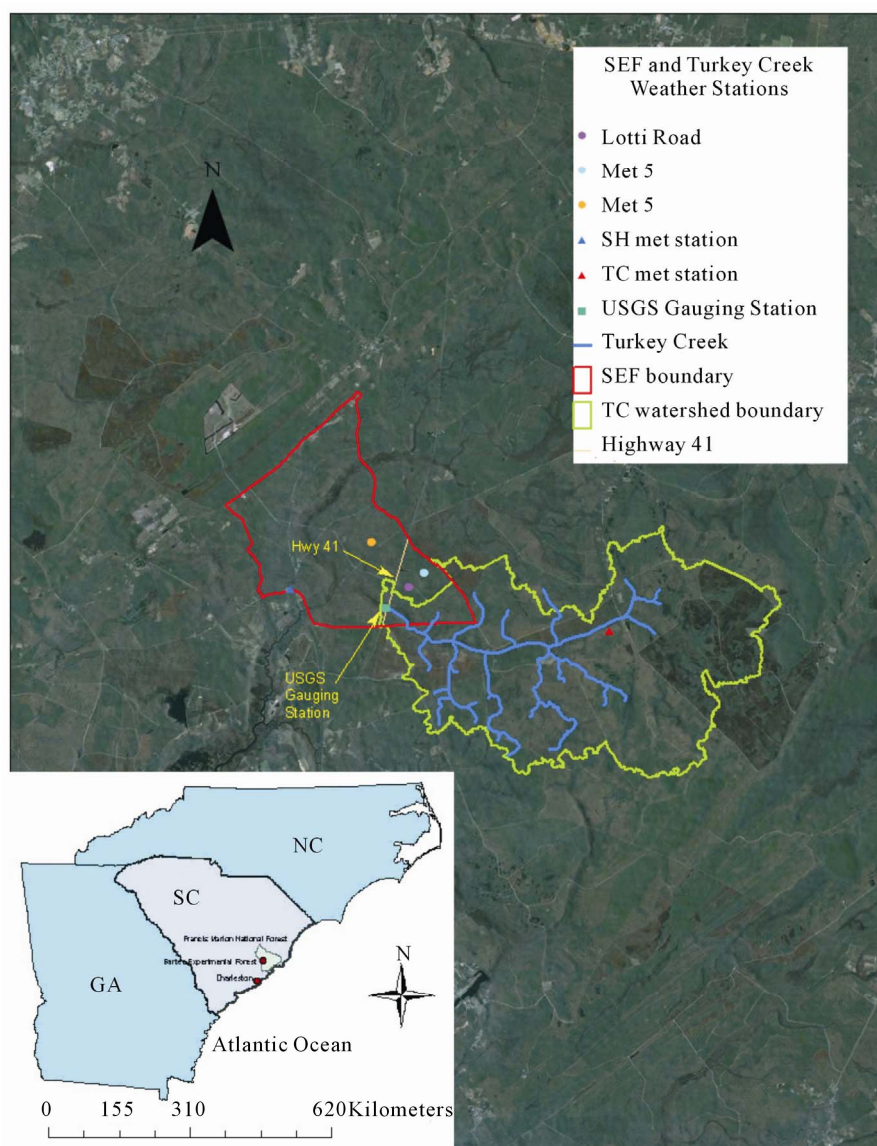 SEF and Turkey Creek
Weather Stations
Lotti Road
Met 5
Met 5
SH met station
TC met station
USGS Gauging Station
Turkey Creek
SEF boundary
TC watershed boundary
Highway 41
N
Hwy 41
USGS
Gauging
Station
NC
SC
Francis Marion National Forest
Experimental Forest
Charleston
GA
N
Atlantic Ocean
0 155 310 620 Kilometers